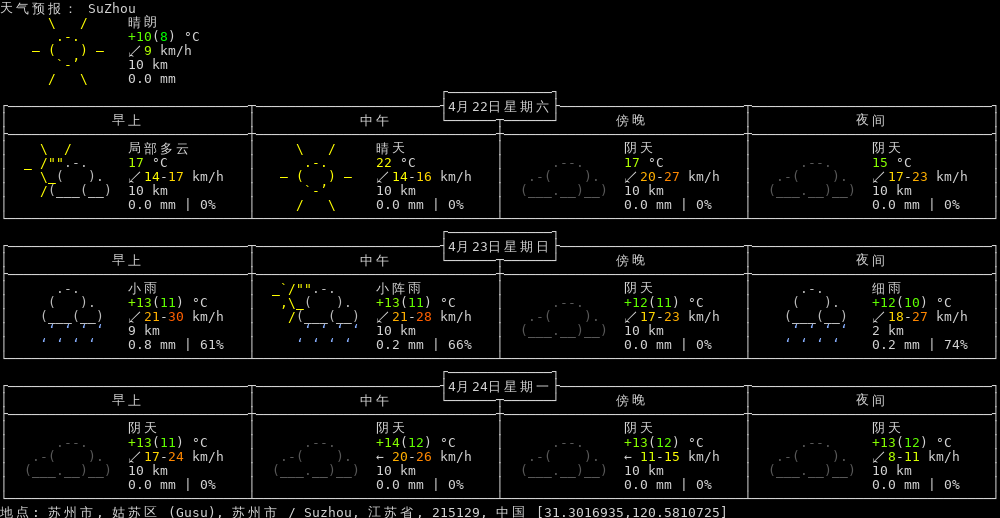 天气预报: SuZhou
晴朗
+10(8) °C
↙9 km/h
10 km
0.0 mm
4月22日星期六
早上 中午 傍晚 夜间
局部多云 晴天 阴天 阴天
17 °C 22 °C 17 °C 15 °C
↙14-17 km/h ↙14-16 km/h ↙20-27 km/h ↙17-23 km/h
10 km 10 km 10 km 10 km
0.0 mm | 0% 0.0 mm | 0% 0.0 mm | 0% 0.0 mm | 0%
4月23日星期日
早上 中午 傍晚 夜间
小雨 小阵雨 阴天 细雨
+13(11) °C +13(11) °C +12(11) °C +12(10) °C
↙21-30 km/h ↙21-28 km/h ↙17-23 km/h ↙18-27 km/h
9 km 10 km 10 km 2 km
0.8 mm | 61% 0.2 mm | 66% 0.0 mm | 0% 0.2 mm | 74%
4月24日星期一
早上 中午 傍晚 夜间
阴天 阴天 阴天 阴天
+13(11) °C +14(12) °C +13(12) °C +13(12) °C
↙17-24 km/h ← 20-26 km/h ← 11-15 km/h ↙8-11 km/h
10 km 10 km 10 km 10 km
0.0 mm | 0% 0.0 mm | 0% 0.0 mm | 0% 0.0 mm | 0%
地点: 苏州市, 姑苏区 (Gusu), 苏州市 / Suzhou, 江苏省, 215129, 中国 [31.3016935,120.5810725]